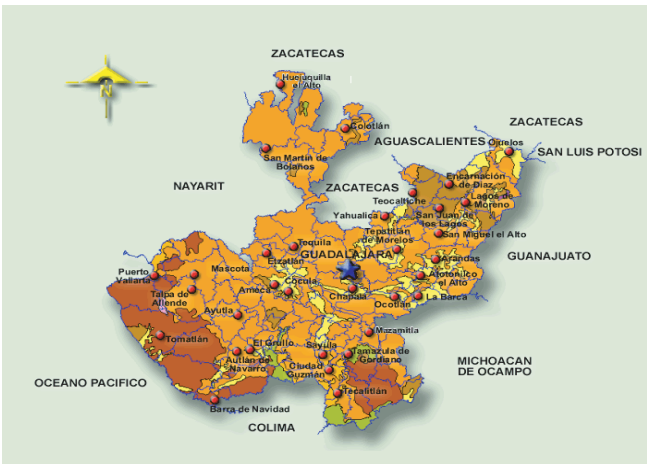 ZACATECAS
Huejuquilla
el Alto
N
Colotlán
ZACATECAS
AGUASCALIENTES
Ojuelos
SAN LUIS POTOSI
San Martín de
Bolaños
NAYARIT
ZACATECAS
Encarnación
de Díaz
Teocaltiche
Lagos de
Moreno
Yahualica
San Juan de
los Lagos
Tepatitlán
de Morelos
San Miguel el Alto
Tequila
Etzatlán
GUADALAJARA
GUANAJUATO
Arandas
Puerto
Vallarta
Mascota
Atotonico
el Alto
Ameca
Cocula
Talpa de
Allende
Chapala
Ocotlán
La Barca
Ayutla
Mazamitla
Tomatlán
El Grullo
Sayula
Tamazula de
Gordiano
Autlán de
Navarro
Ciudad
Guzmán
MICHOACAN
DE OCAMPO
OCEANO PACIFICO
Tecalitlán
Barra de Navidad
COLIMA